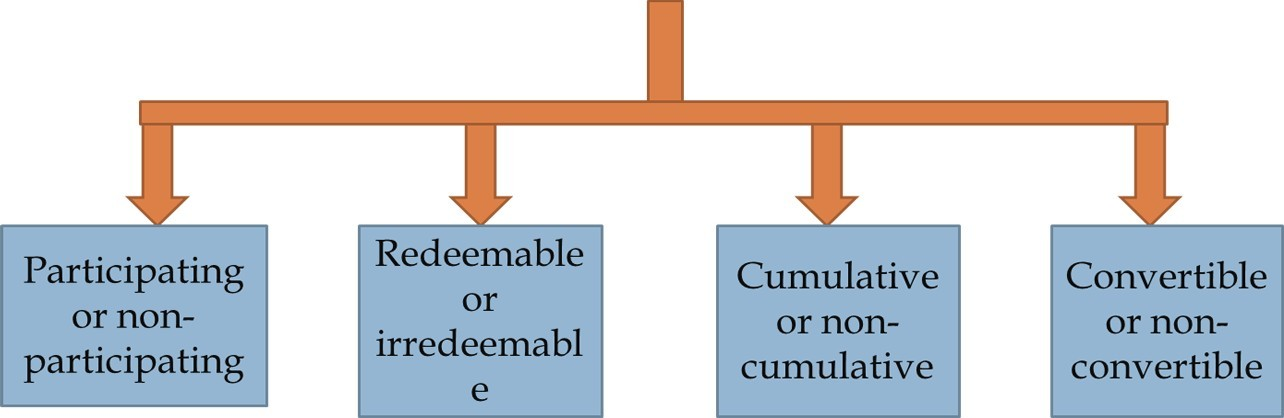 Participating
or non-
participating
Redeemable
or
irredeemabl
e
Cumulative
or non-
cumulative
Convertible
or non-
convertible